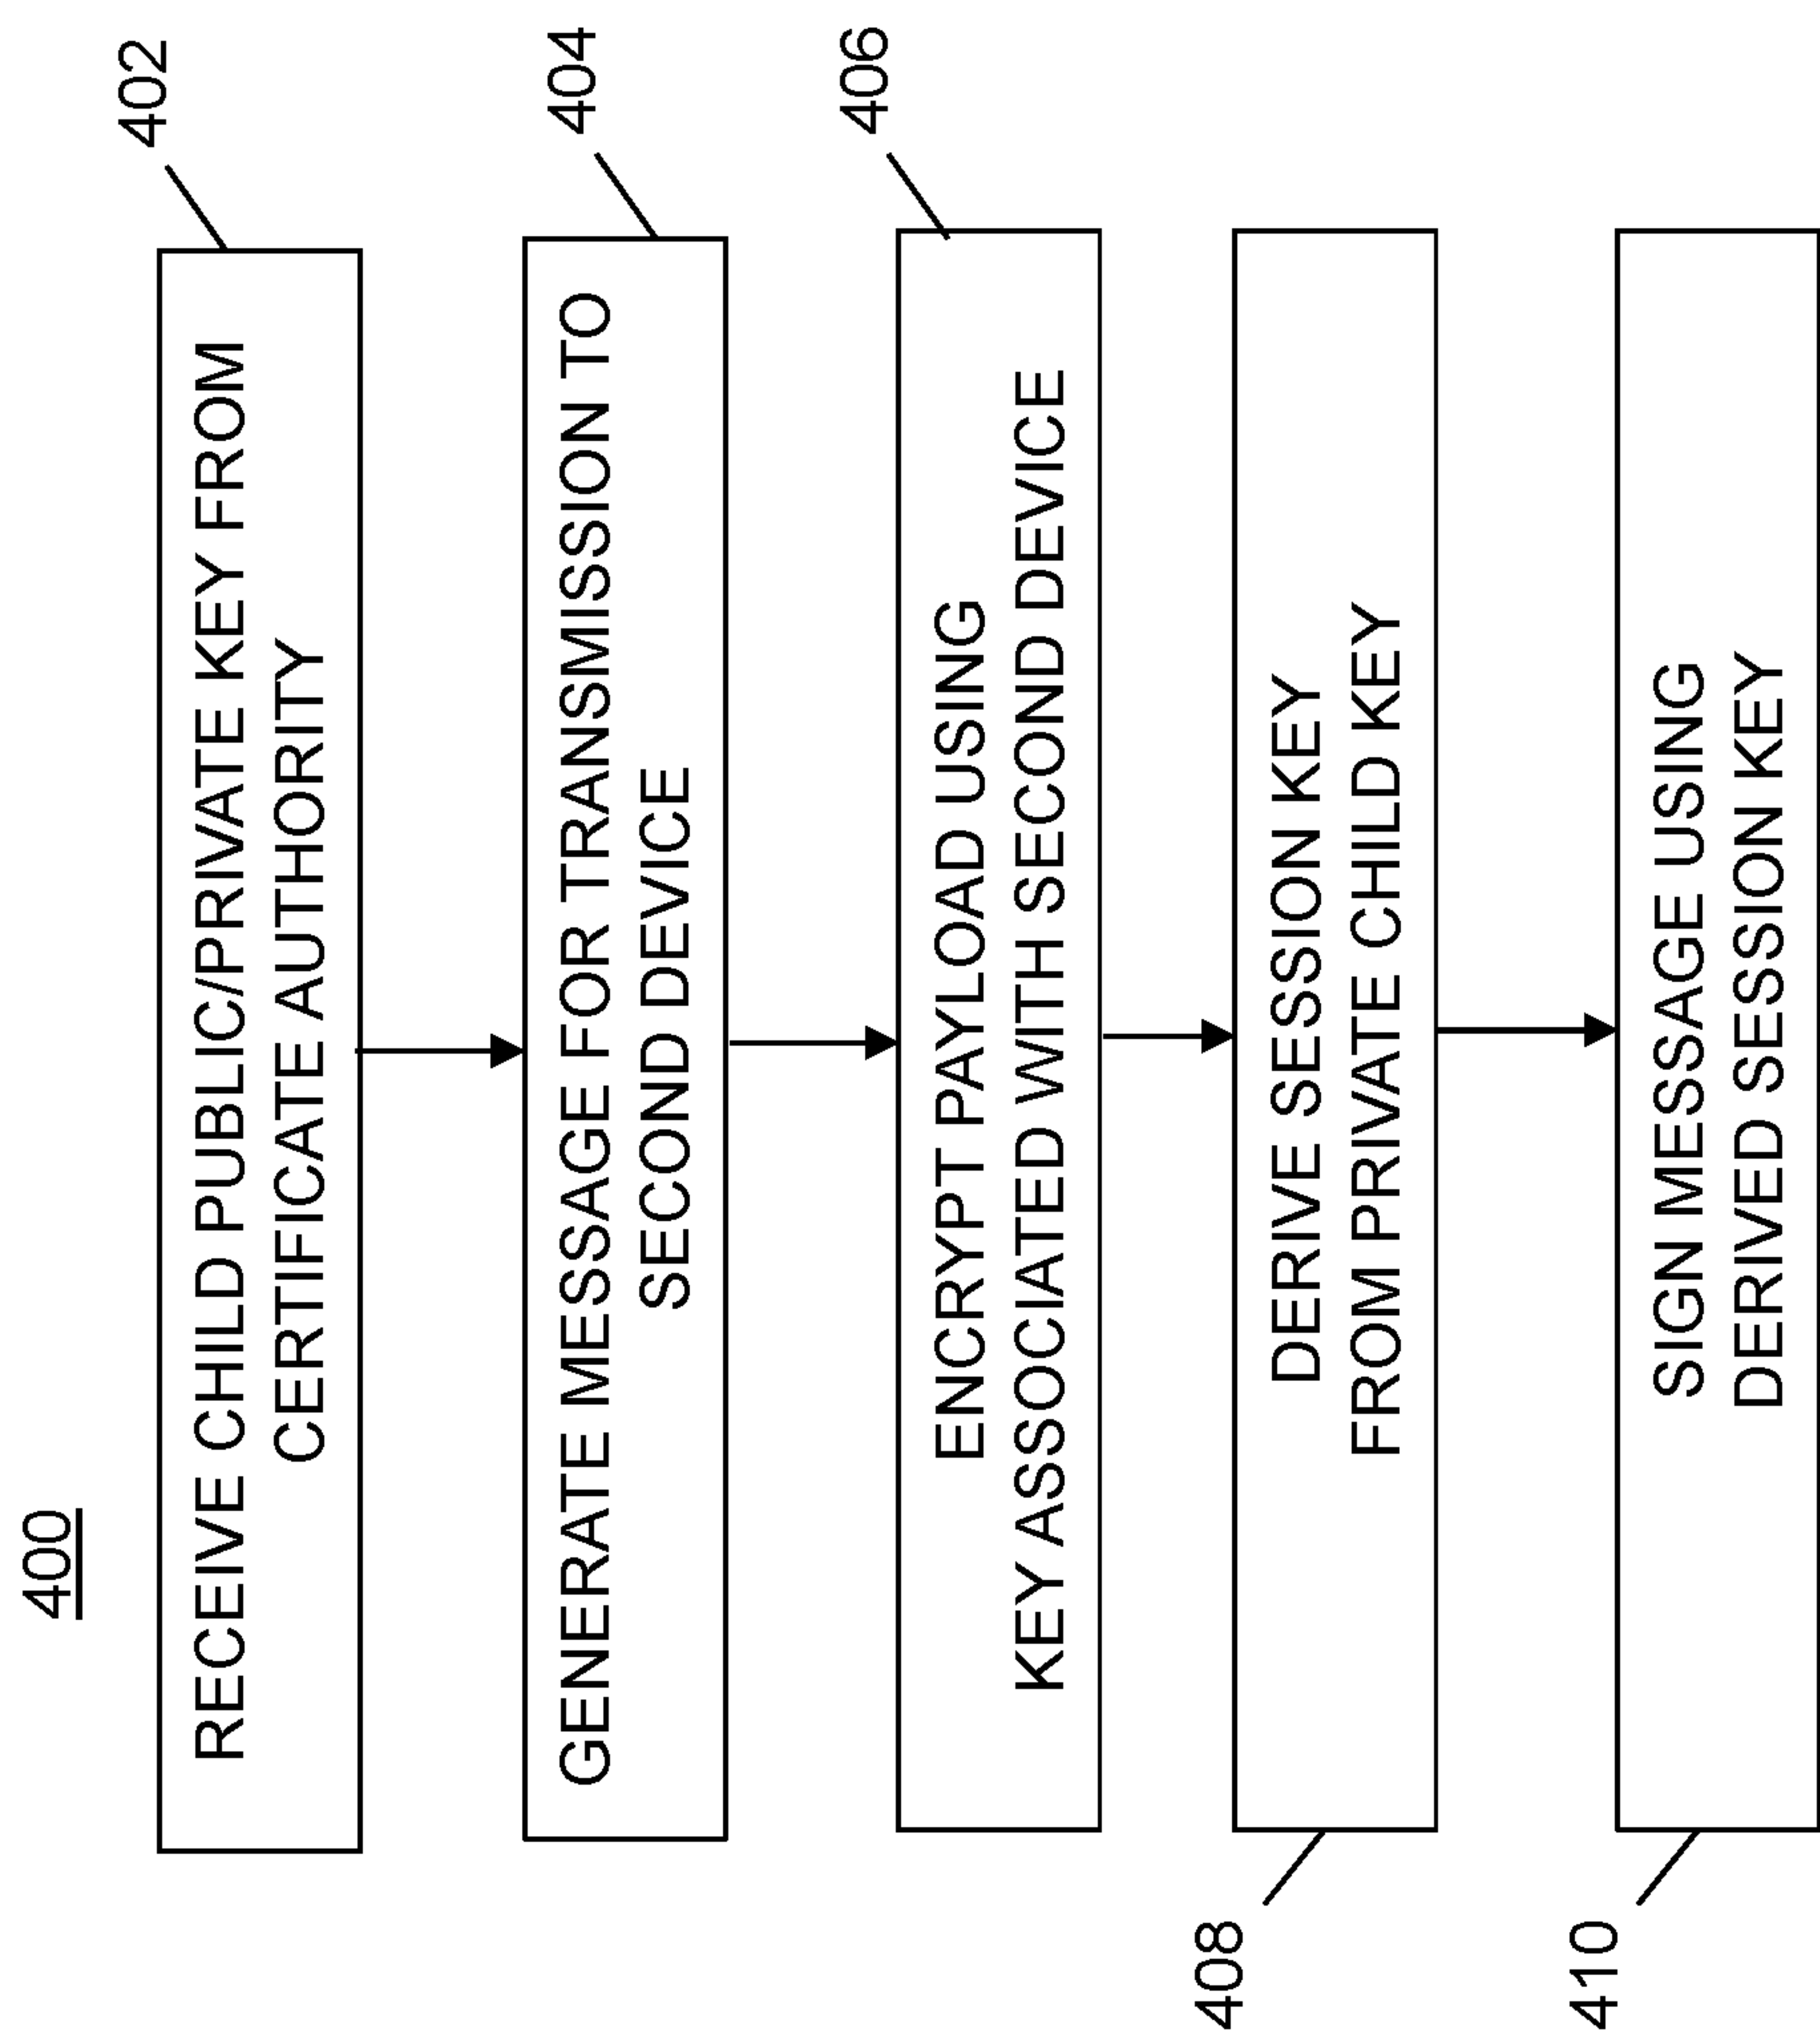 400
402
RECEIVE CHILD PUBLIC/PRIVATE KEY FROM
CERTIFICATE AUTHORITY
404
GENERATE MESSAGE FOR TRANSMISSION TO
SECOND DEVICE
406
ENCRYPT PAYLOAD USING
KEY ASSOCIATED WITH SECOND DEVICE
408
DERIVE SESSION KEY
FROM PRIVATE CHILD KEY
410
SIGN MESSAGE USING
DERIVED SESSION KEY